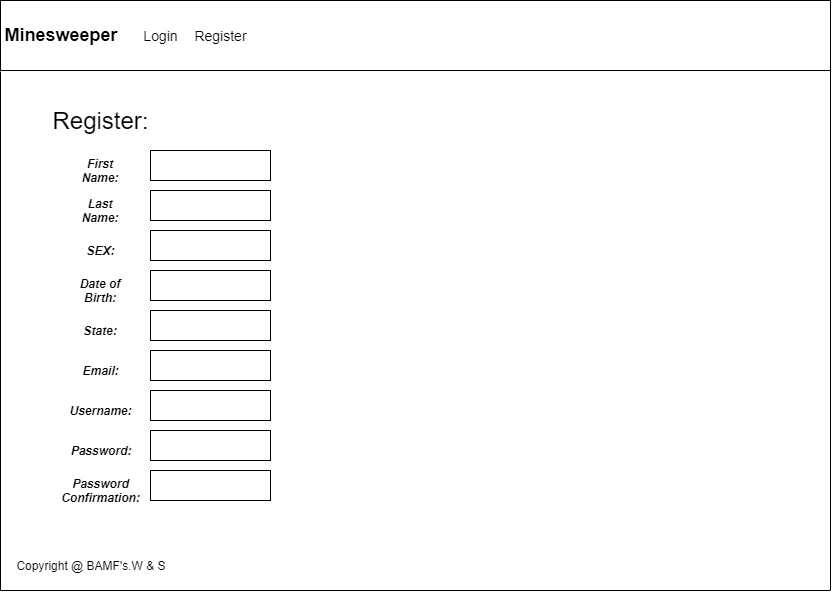 Minesweeper Login Register
Register:
First
Name:
Last
Name:
SEX:
Date of
Birth:
State:
Email:
Username:
Password:
Password
Confirmation:
Copyright @ BAMF's.W & S